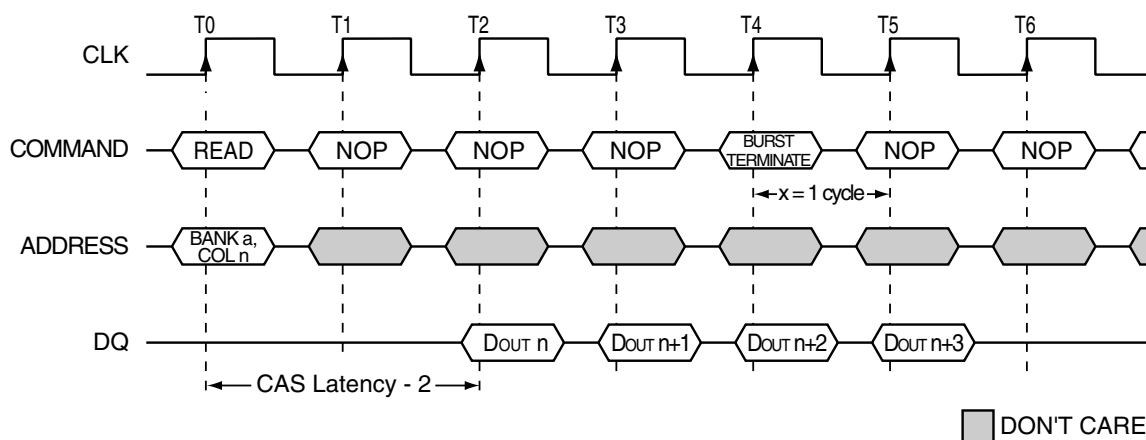 T0 T1 T2 T3 T4 T5 T6
CLK
COMMAND READ NOP NOP NOP BURST TERMINATE NOP NOP
x = 1 cycle
ADDRESS BANK a, COL n
DQ DOUT n DOUT n+1 DOUT n+2 DOUT n+3
CAS Latency - 2
DON'T CARE